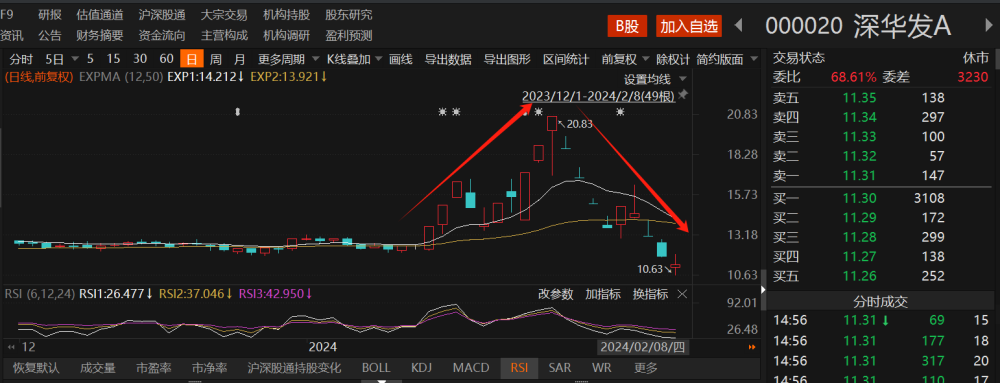 F9 研报 估值通道 沪深股通 大宗交易 机构持股 股东研究
资讯 公告 财务摘要 资金流向 主营构成 机构调研 盈利预测
B股 加入自选
000020 深华发A
分时 5日 5 15 30 60 日 周 月 更多周期 K线叠加 画线 导出数据 导出图形 区间统计 前复权 除权计 简约版面
(日线,前复权) EXPMA (12,50) EXP1:14.212↓ EXP2:13.921↓ 设置均线
2023/12/1-2024/2/8(49根)
20.83
20.83
18.28
15.73
13.18
10.63
10.63
RSI (6,12,24) RSI1:26.477↓ RSI2:37.046↓ RSI3:42.950↓ 改参数 加指标 换指标
92.01
26.48
12 2024 2024/02/08/四
恢复默认 成交量 市盈率 市净率 沪深股通持股变化 BOLL KDJ MACD RSI SAR WR 更多
交易状态 休市
委比 68.61% 委差 3230
卖五 11.35 138
卖四 11.34 297
卖三 11.33 100
卖二 11.32 57
卖一 11.31 147
买一 11.30 3108
买二 11.29 172
买三 11.28 299
买四 11.27 138
买五 11.26 252
分时成交
14:56 11.31↓ 69 15
14:56 11.31 177 18
14:56 11.31 317 20
14:56 11.31 110 17